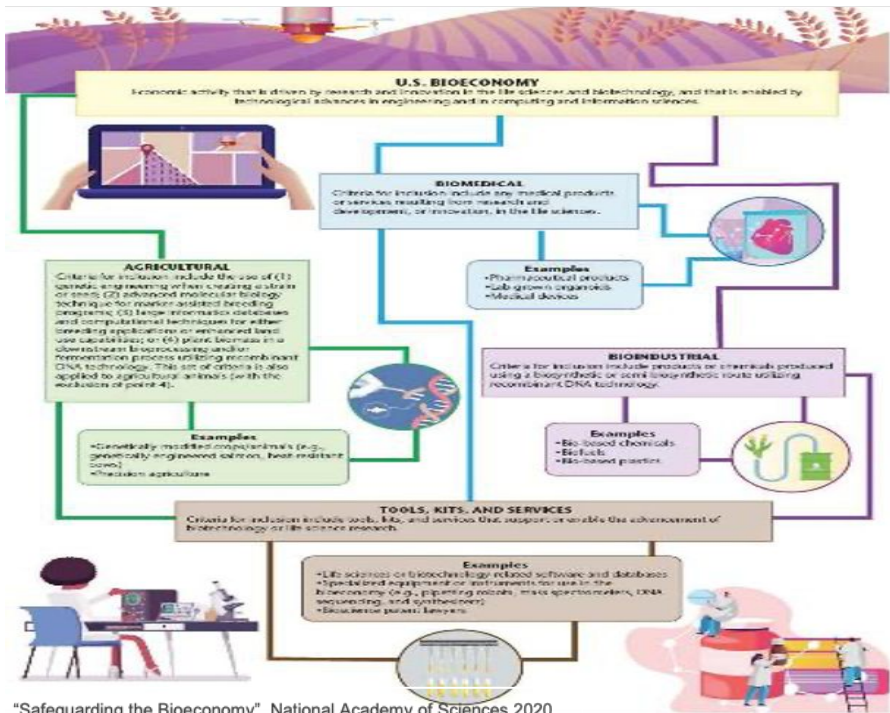 U.S. BIOECONOMY
Economic activity that is driven by research and innovation in the life sciences and biotechnology, and that is enabled by
technological advances in engineering and in computing and information sciences.
BIOMEDICAL
Criteria for inclusion include any medical products
or services resulting from research and
development, or innovation, in the life sciences.
Examples
•Pharmaceutical products
•Lab-grown organoids
•Medical devices
AGRICULTURAL
Criteria for inclusion include the use of (1)
genetic engineering when creating a strain
or seed; (2) advanced molecular biology
technique for marker-assisted breeding
programs; (3) large informatics databases
and computational techniques for either
breeding applications or enhanced land
use capabilities; or (4) plant biomass in a
downstream bioprocessing and/or
fermentation process utilizing recombinant
DNA technology. This set of criteria is also
applied to agricultural animals (with the
exclusion of point 4).
Examples
•Genetically modified crops/animals (e.g.,
genetically engineered salmon, heat-resistant
cows)
•Precision agriculture
BIOINDUSTRIAL
Criteria for inclusion include products or chemicals produced
using a biosynthetic or semi-biosynthetic route utilizing
recombinant DNA technology.
Examples
•Bio-based chemicals
•Biofuels
•Bio-based plastics
TOOLS, KITS, AND SERVICES
Criteria for inclusion include tools, kits, and services that support or enable the advancement of
biotechnology or life science research.
Examples
•Life sciences or biotechnology-related software and databases
•Specialized equipment or instruments for use in the
bioeconomy (e.g., pipetting robots, mass spectrometers, DNA
sequencing, and synthesizers)
•Bioscience patent lawyers
"Safeguarding the Bioeconomy", National Academy of Sciences 2020